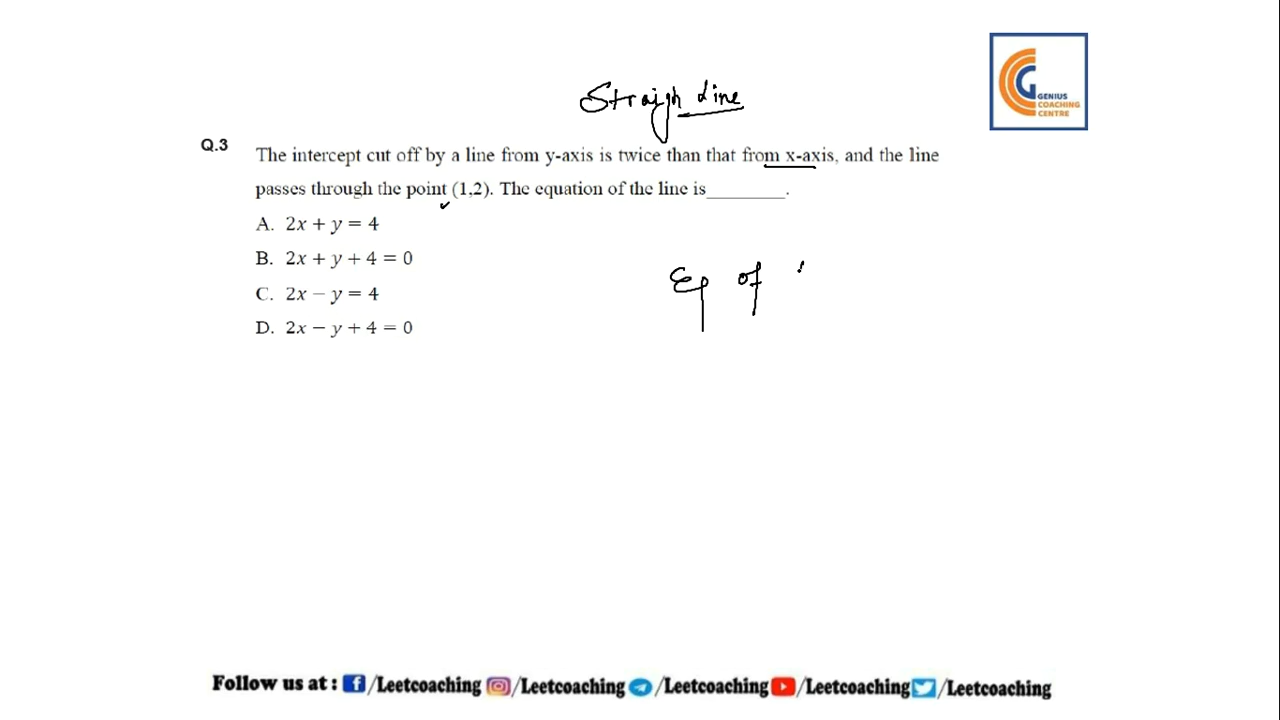 Straigh Line
GENIUS
COACHING
CENTRE
Q.3
The intercept cut off by a line from y-axis is twice than that from x-axis, and the line
passes through the point (1,2). The equation of the line is________.
A. 2x + y = 4
B. 2x + y + 4 = 0
C. 2x − y = 4
D. 2x − y + 4 = 0
Eq of
Follow us at : /Leetcoaching /Leetcoaching /Leetcoaching /Leetcoaching /Leetcoaching